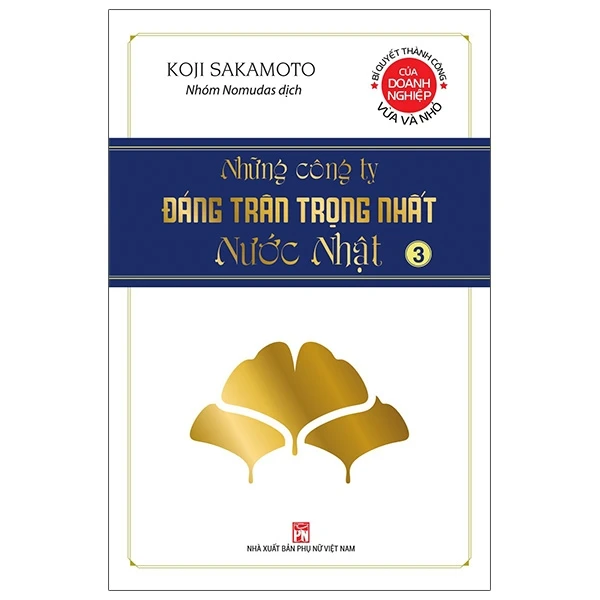 KOJI SAKAMOTO
Nhóm Nomudas dịch
BÍ QUYẾT THÀNH CÔNG
CỦA
DOANH
NGHIỆP
VỪA VÀ NHỎ
Những công ty
ĐÁNG TRÂN TRỌNG NHẤT
Nước Nhật 3
PN
NHÀ XUẤT BẢN PHỤ NỮ VIỆT NAM